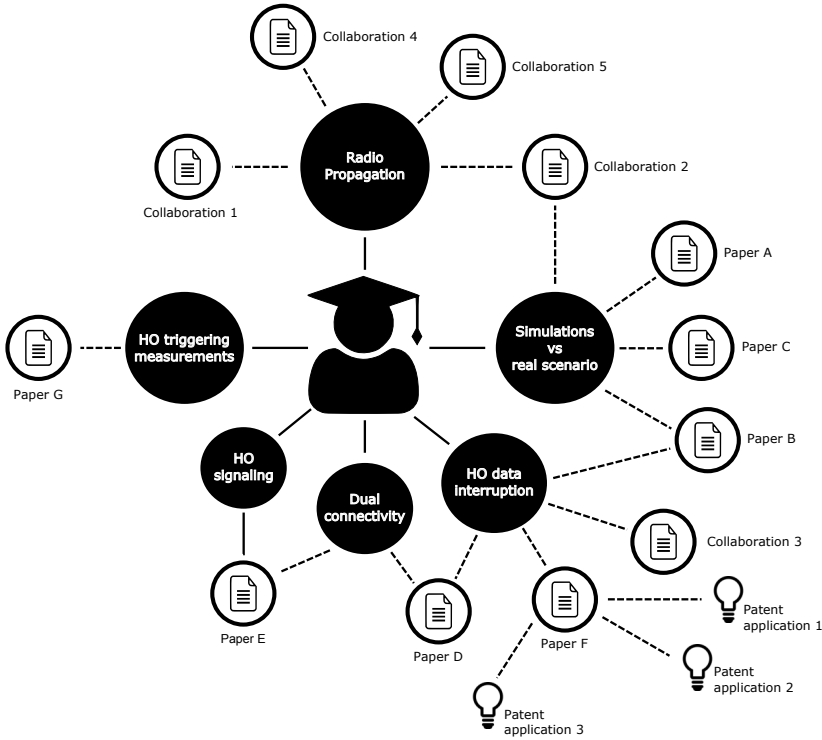 Collaboration 4
Collaboration 5
Radio
Propagation
Collaboration 2
Collaboration 1
Paper A
HO triggering
measurements
Simulations
vs
real scenario
Paper C
Paper G
Paper B
HO
signaling
HO data
interruption
Dual
connectivity
Collaboration 3
Paper E
Paper D
Paper F
Patent
application 1
Patent
application 2
Patent
application 3